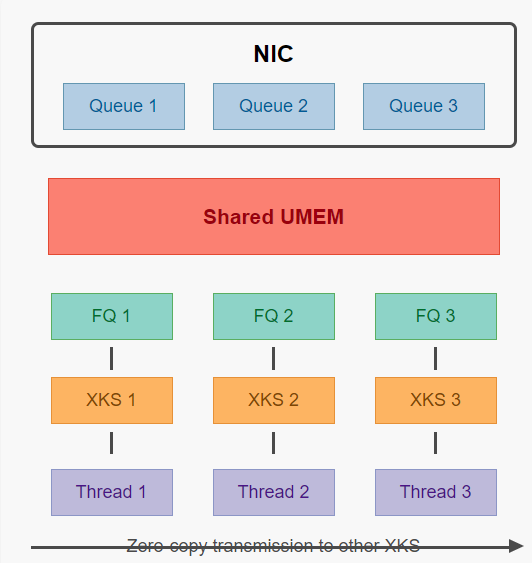 NIC
Queue 1 Queue 2 Queue 3
Shared UMEM
FQ 1 FQ 2 FQ 3
XKS 1 XKS 2 XKS 3
Thread 1 Thread 2 Thread 3
Zero-copy transmission to other XKS